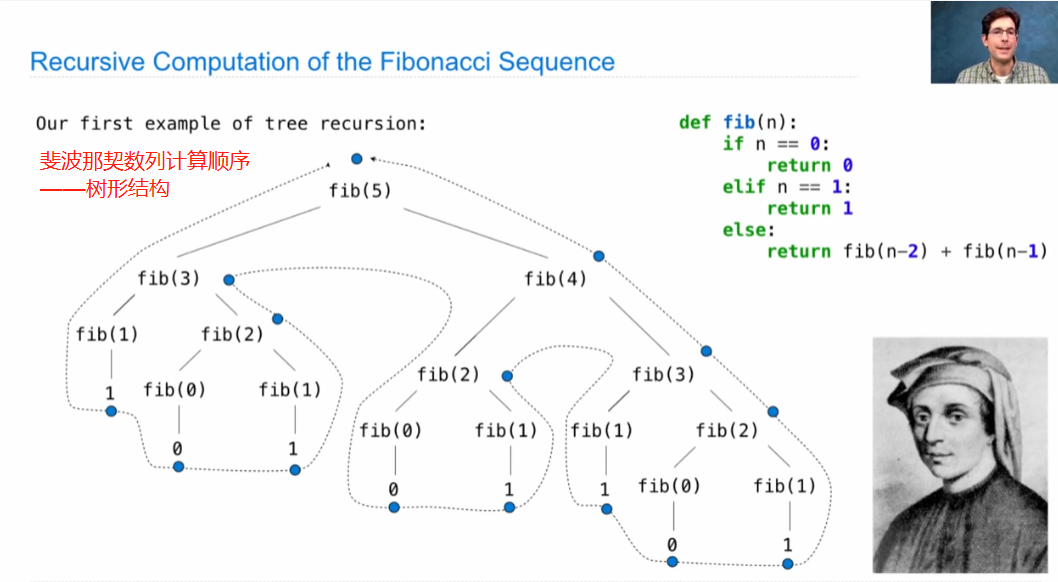 Recursive Computation of the Fibonacci Sequence
Our first example of tree recursion:
斐波那契数列计算顺序
——树形结构
def fib(n):
if n == 0:
return 0
elif n == 1:
return 1
else:
return fib(n-2) + fib(n-1)
fib(5)
fib(3) fib(4)
fib(1) fib(2)
fib(2) fib(3)
1 fib(0) fib(1)
fib(0) fib(1) fib(1) fib(2)
0 1
0 1 1 fib(0) fib(1)
0 1